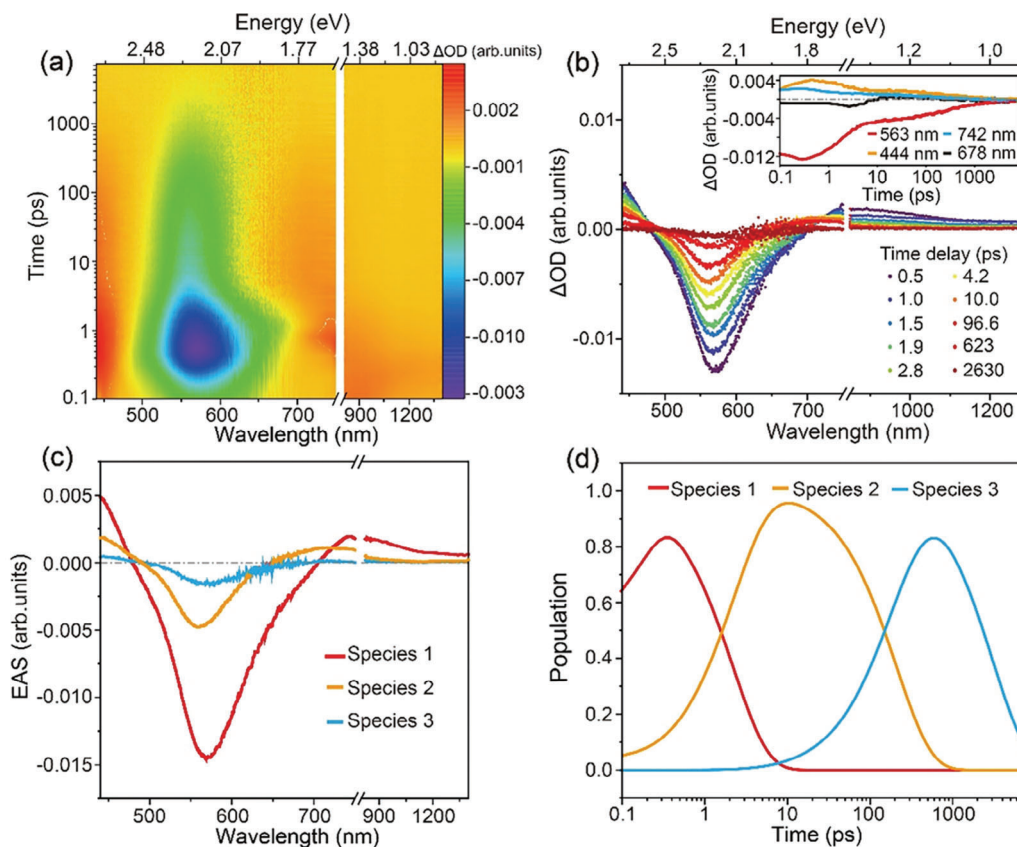 Energy (eV)
2.48 2.07 1.77 1.38 1.03 ΔOD (arb.units)
(a)
1000
100
10
1
0.1
Time (ps)
0.002
-0.001
-0.004
-0.007
-0.010
-0.003
500 600 700 900 1200
Wavelength (nm)
Energy (eV)
2.5 2.1 1.8 1.2 1.0
(b)
0.01
0.00
-0.01
ΔOD (arb.units)
0.004
-0.004
-0.012
ΔOD (arb.units)
563 nm 742 nm
444 nm 678 nm
0.1 1 10 100 1000
Time (ps)
Time delay (ps)
0.5 4.2
1.0 10.0
1.5 96.6
1.9 623
2.8 2630
500 600 700 1000 1200
Wavelength (nm)
(c)
0.005
0.000
-0.005
-0.010
-0.015
EAS (arb.units)
Species 1
Species 2
Species 3
500 600 700 900 1200
Wavelength (nm)
(d)
Species 1 Species 2 Species 3
1.0
0.8
0.6
0.4
0.2
0.0
Population
0.1 1 10 100 1000
Time (ps)